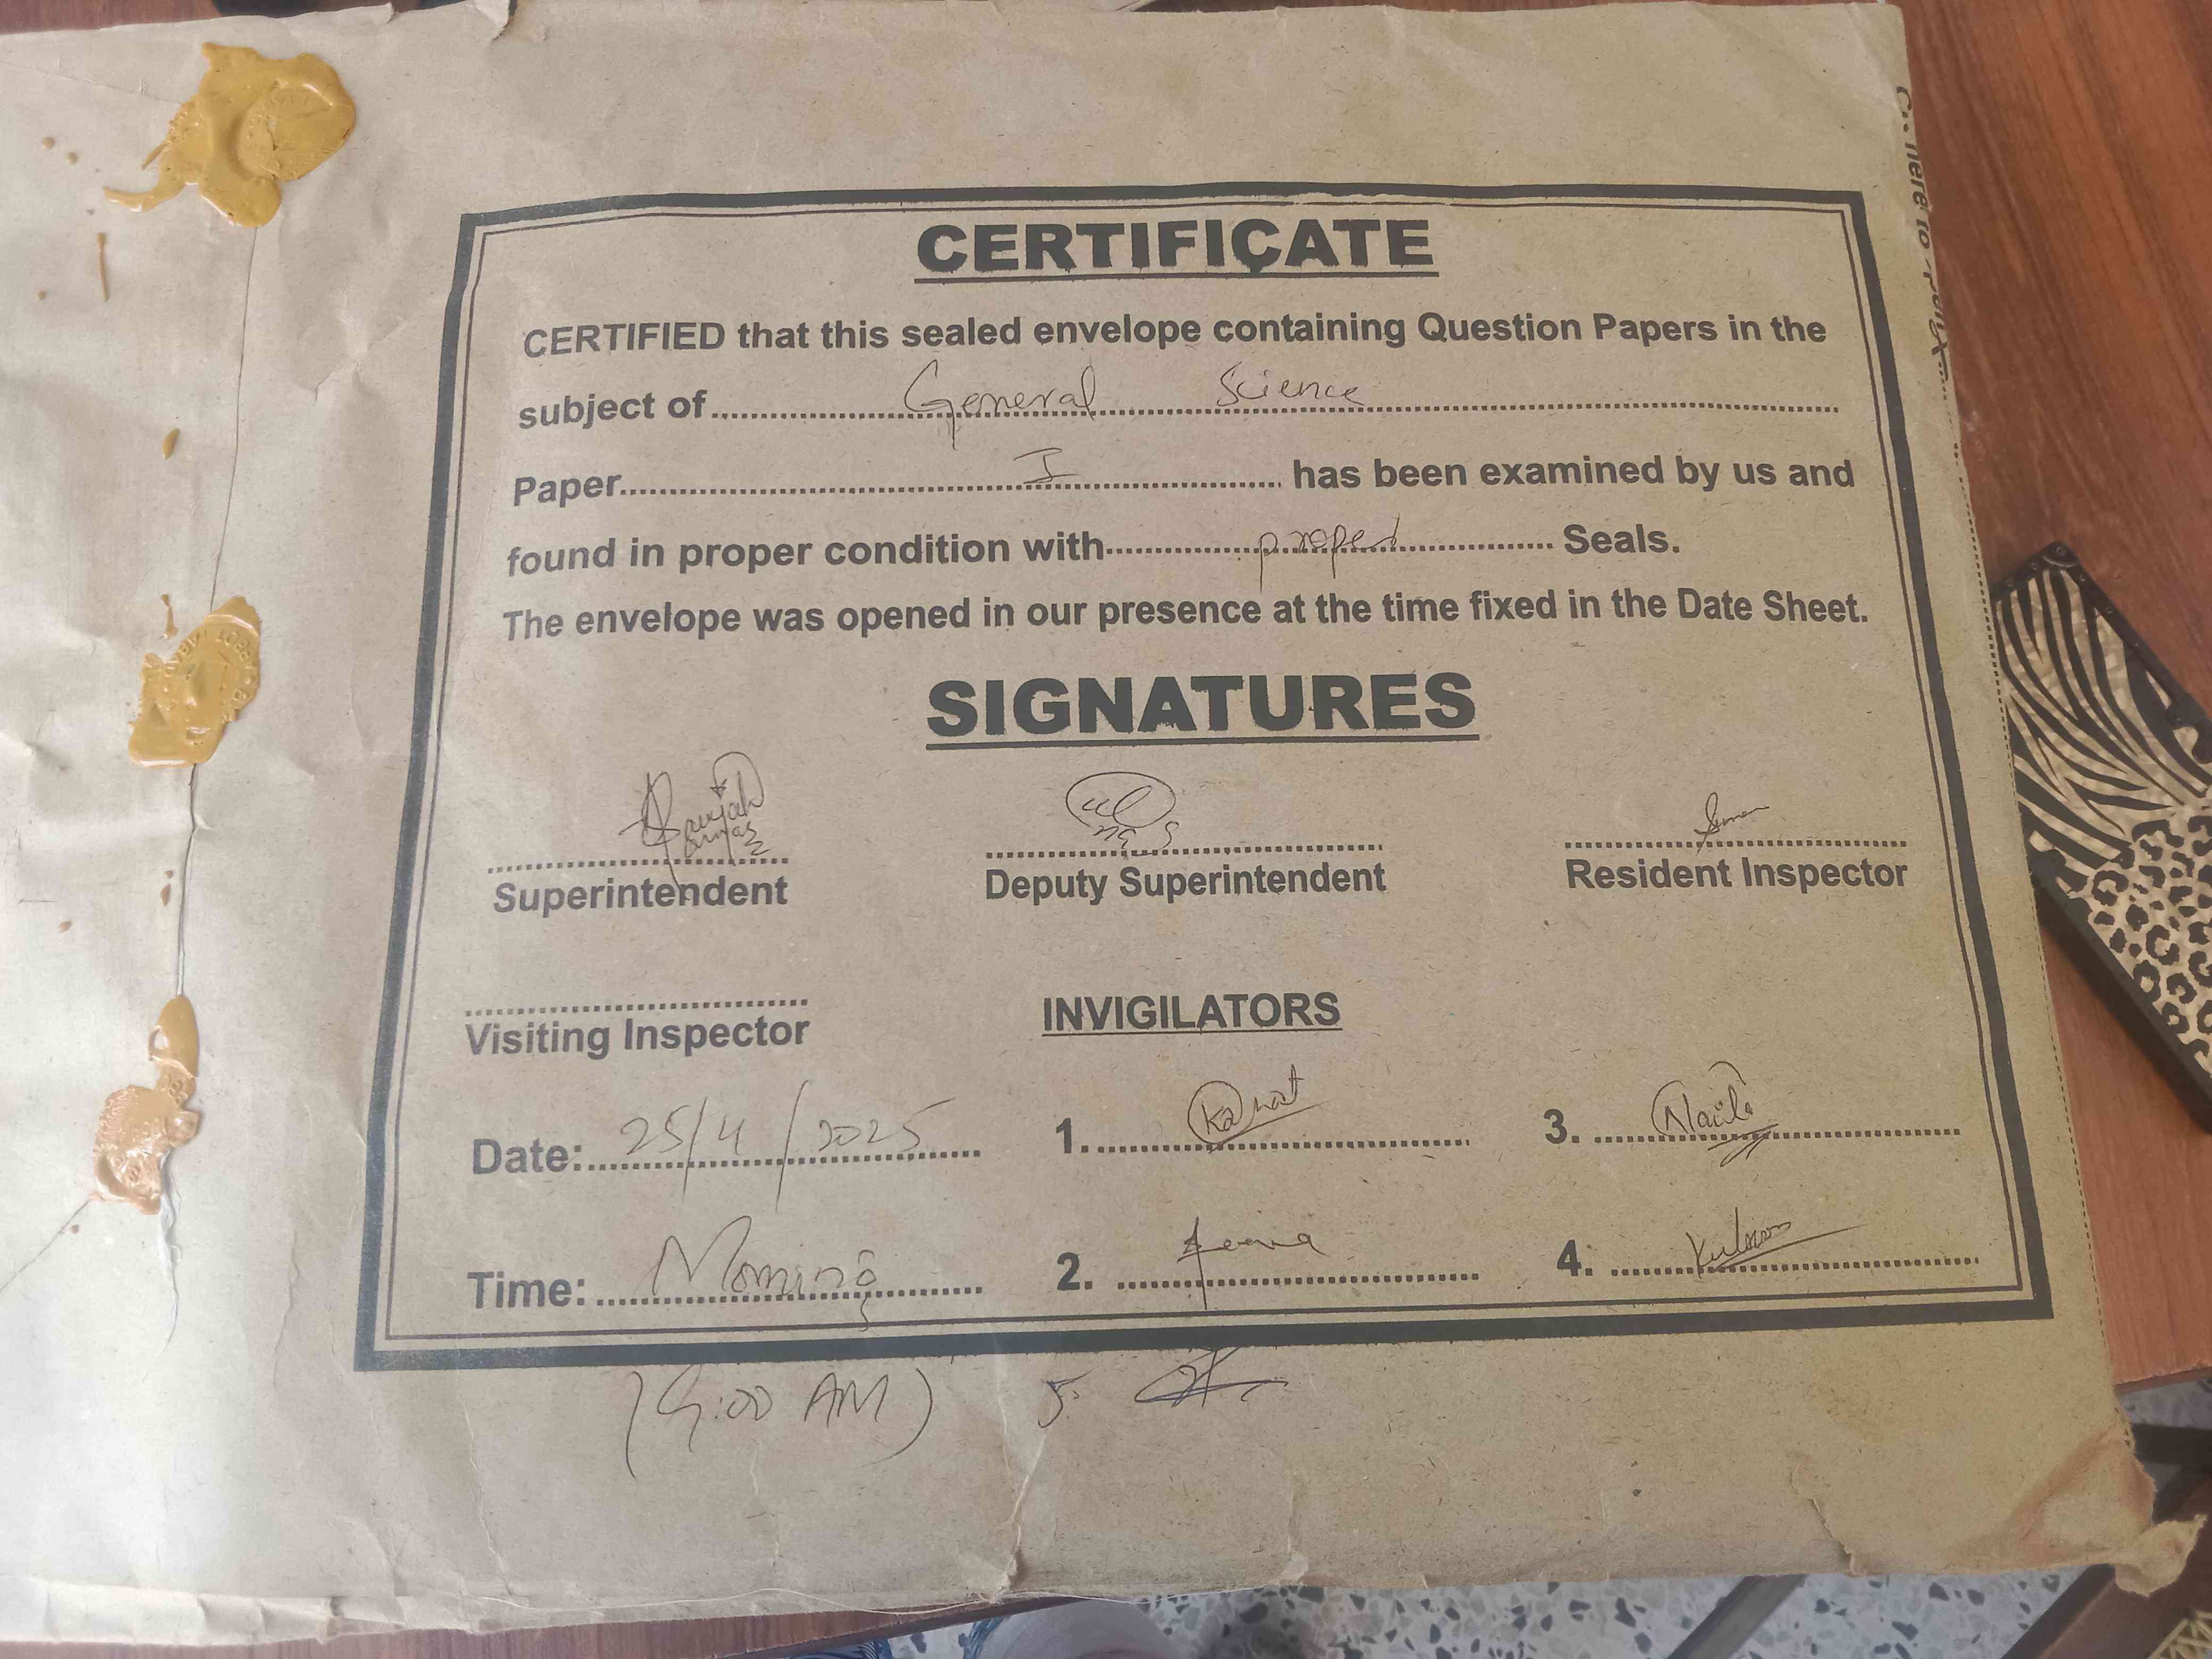 CERTIFICATE
CERTIFIED that this sealed envelope containing Question Papers in the
subject of General Science
Paper I has been examined by us and
found in proper condition with proper Seals.
The envelope was opened in our presence at the time fixed in the Date Sheet.
SIGNATURES
Superintendent Deputy Superintendent Resident Inspector
Visiting Inspector INVIGILATORS
Date: 25/4/2025 1. Kainat 3. Naila
Time: Morning 2. 4. Kulsoom
(9:00 AM) 5.